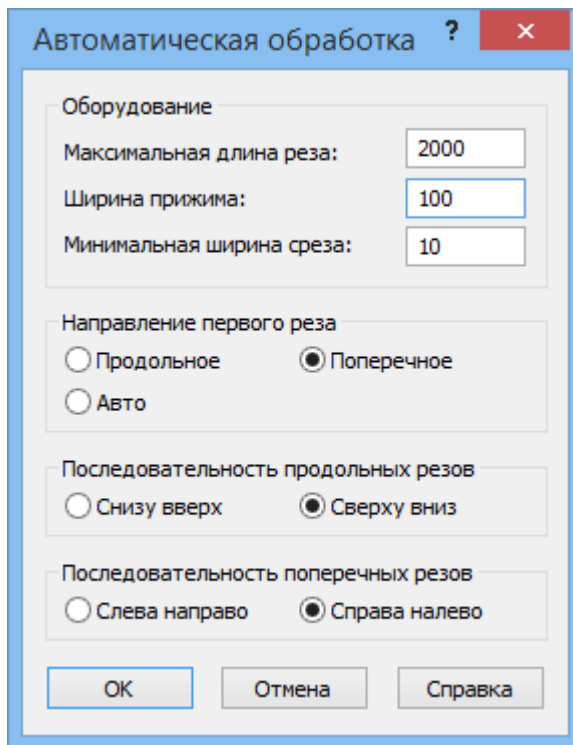 Автоматическая обработка ? ×
Оборудование
Максимальная длина реза: 2000
Ширина прижима: 100
Минимальная ширина среза: 10
Направление первого реза
Продольное Поперечное
Авто
Последовательность продольных резов
Снизу вверх Сверху вниз
Последовательность поперечных резов
Слева направо Справа налево
ОК Отмена Справка